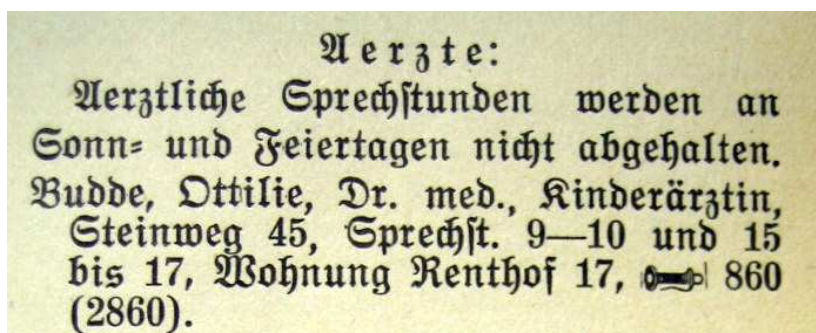 Aerzte:
Aerztliche Sprechſtunden werden an
Sonn- und Feiertagen nicht abgehalten.
Budde, Ottilie, Dr. med., Kinderärztin,
Steinweg 45, Sprechſt. 9—10 und 15
bis 17, Wohnung Renthof 17, 860
(2860).